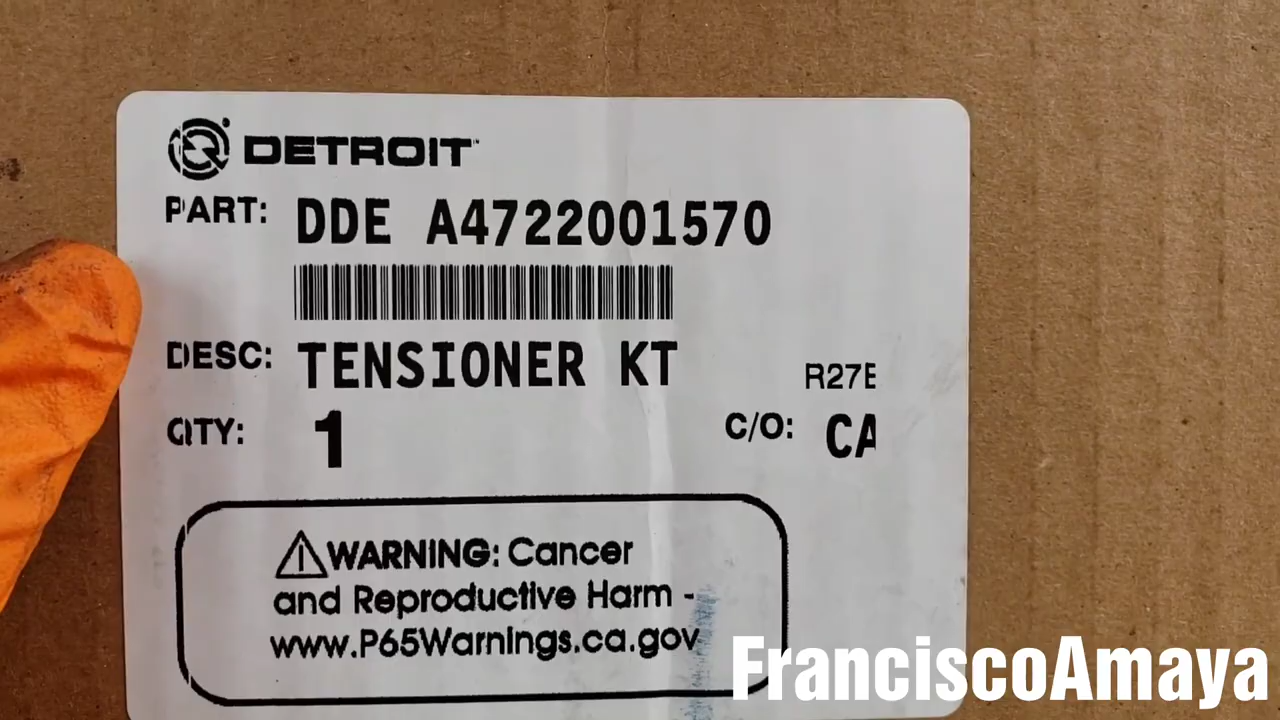 DETROIT™
PART: DDE A4722001570
DESC: TENSIONER KT
R27E
QTY: 1
C/O: CA
WARNING: Cancer
and Reproductive Harm -
www.P65Warnings.ca.gov
FranciscoAmaya